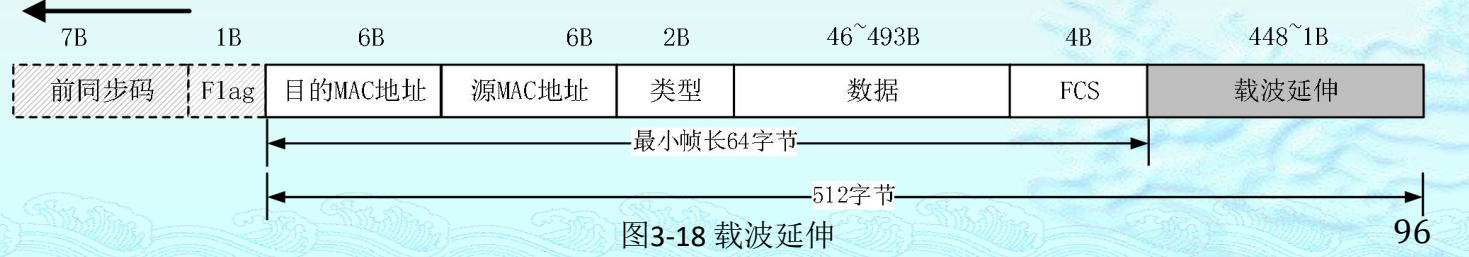 7B 1B 6B 6B 2B 46~493B 4B 448~1B
前同步码 Flag 目的MAC地址 源MAC地址 类型 数据 FCS 载波延伸
最小帧长64字节
512字节
图3-18 载波延伸
96